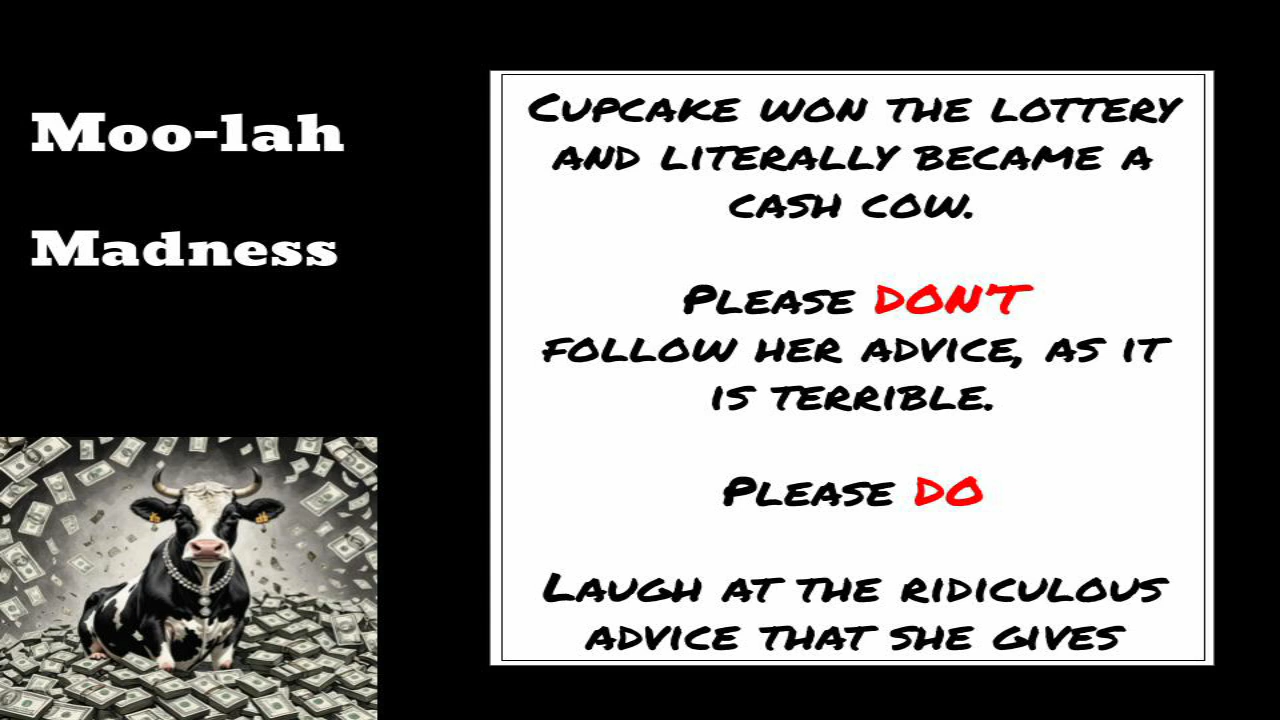 Moo-lah
Madness
Cupcake won the lottery
and literally became a
cash cow.
Please DON'T
follow her advice, as it
is terrible.
Please DO
Laugh at the ridiculous
advice that she gives